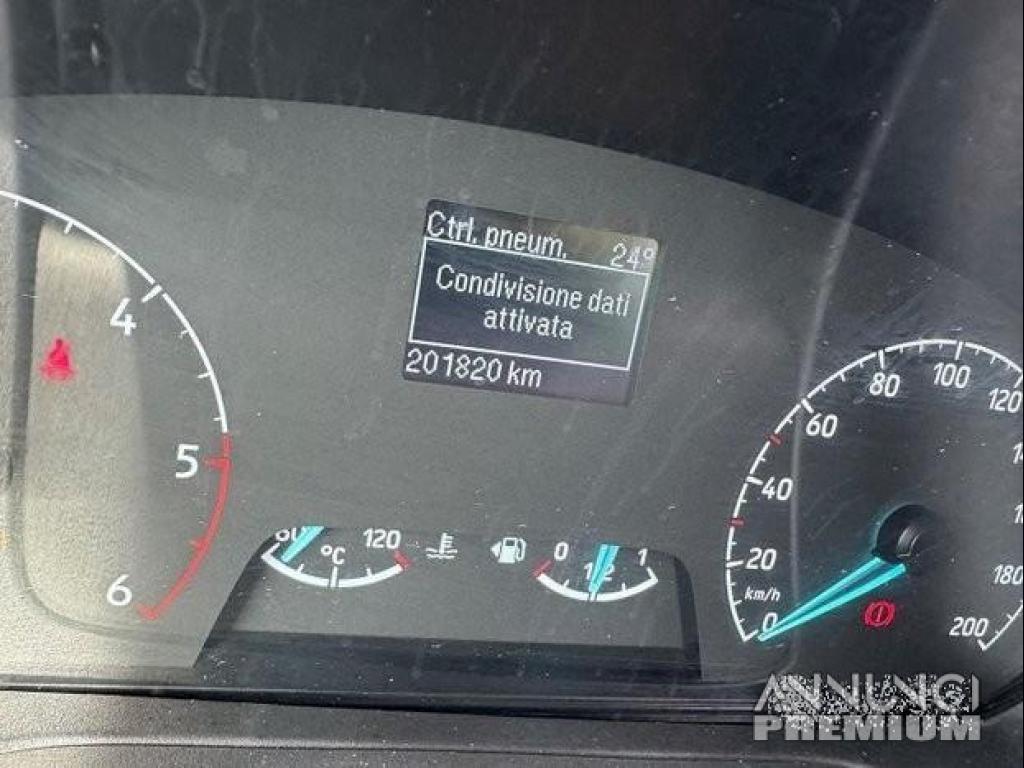 Ctrl. pneum. 24°
Condivisione dati
attivata
201820 km
4
5
6
120
°C
0 1/2 1
0 20 40 60 80 100 120
180
200
km/h
ANNUNCI
PREMIUM